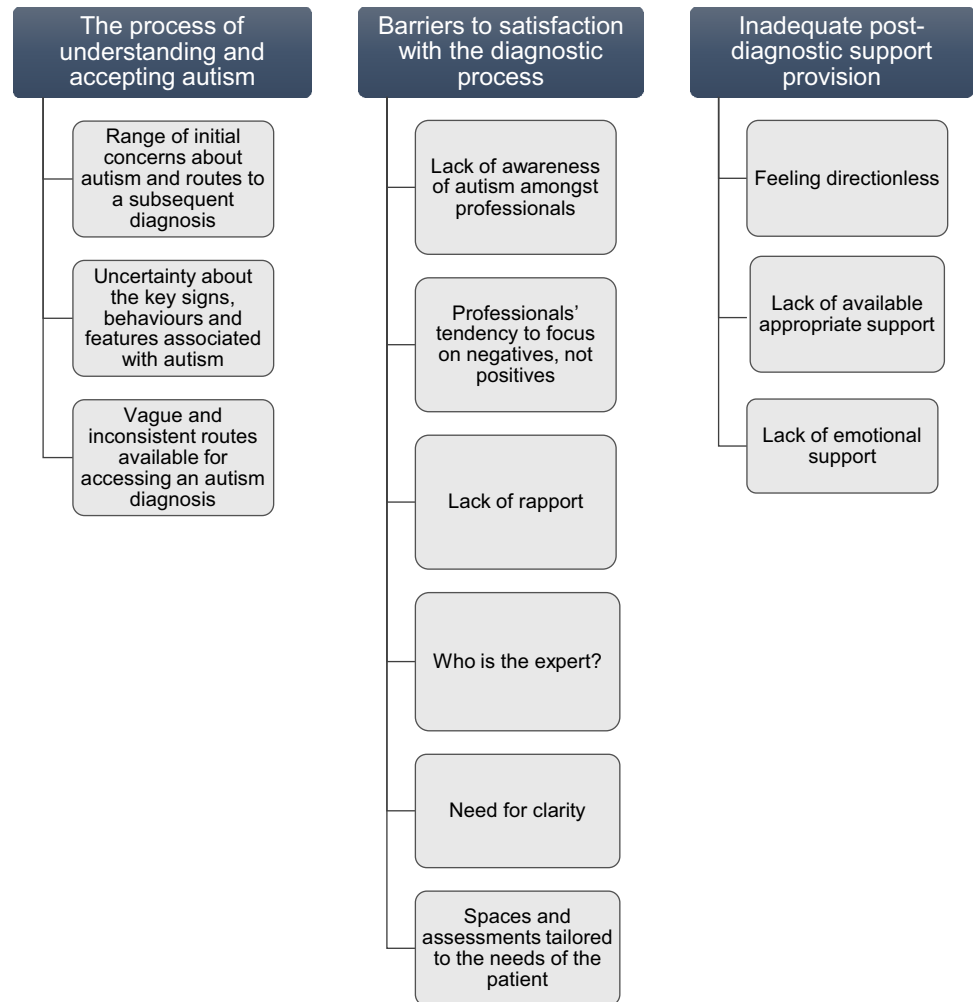 The process of
understanding and
accepting autism
Range of initial
concerns about
autism and routes to
a subsequent
diagnosis
Uncertainty about
the key signs,
behaviours and
features associated
with autism
Vague and
inconsistent routes
available for
accessing an autism
diagnosis
Barriers to satisfaction
with the diagnostic
process
Lack of awareness
of autism amongst
professionals
Professionals’
tendency to focus
on negatives, not
positives
Lack of rapport
Who is the expert?
Need for clarity
Spaces and
assessments tailored
to the needs of the
patient
Inadequate post-
diagnostic support
provision
Feeling directionless
Lack of available
appropriate support
Lack of emotional
support